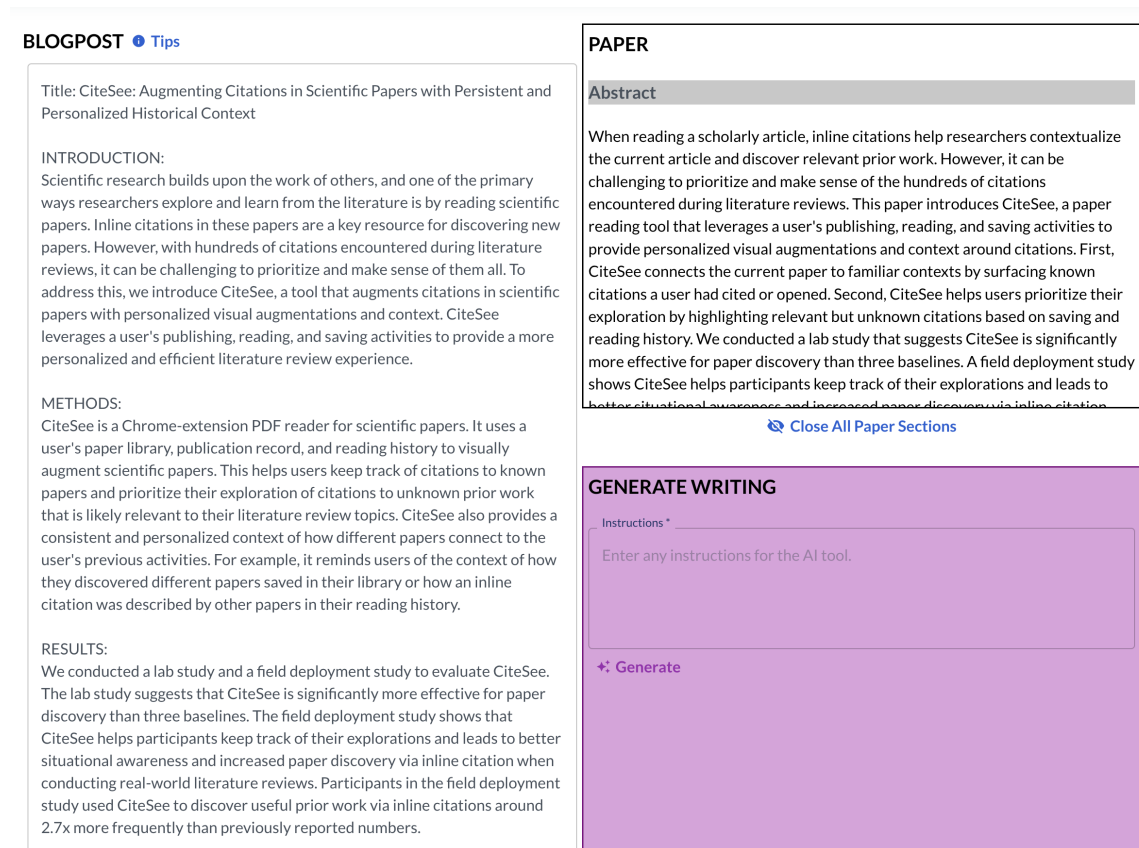 BLOGPOST Tips
Title: CiteSee: Augmenting Citations in Scientific Papers with Persistent and
Personalized Historical Context
INTRODUCTION:
Scientific research builds upon the work of others, and one of the primary
ways researchers explore and learn from the literature is by reading scientific
papers. Inline citations in these papers are a key resource for discovering new
papers. However, with hundreds of citations encountered during literature
reviews, it can be challenging to prioritize and make sense of them all. To
address this, we introduce CiteSee, a tool that augments citations in scientific
papers with personalized visual augmentations and context. CiteSee
leverages a user's publishing, reading, and saving activities to provide a more
personalized and efficient literature review experience.
METHODS:
CiteSee is a Chrome-extension PDF reader for scientific papers. It uses a
user's paper library, publication record, and reading history to visually
augment scientific papers. This helps users keep track of citations to known
papers and prioritize their exploration of citations to unknown prior work
that is likely relevant to their literature review topics. CiteSee also provides a
consistent and personalized context of how different papers connect to the
user's previous activities. For example, it reminds users of the context of how
they discovered different papers saved in their library or how an inline
citation was described by other papers in their reading history.
RESULTS:
We conducted a lab study and a field deployment study to evaluate CiteSee.
The lab study suggests that CiteSee is significantly more effective for paper
discovery than three baselines. The field deployment study shows that
CiteSee helps participants keep track of their explorations and leads to better
situational awareness and increased paper discovery via inline citation when
conducting real-world literature reviews. Participants in the field deployment
study used CiteSee to discover useful prior work via inline citations around
2.7x more frequently than previously reported numbers.
PAPER
Abstract
When reading a scholarly article, inline citations help researchers contextualize
the current article and discover relevant prior work. However, it can be
challenging to prioritize and make sense of the hundreds of citations
encountered during literature reviews. This paper introduces CiteSee, a paper
reading tool that leverages a user's publishing, reading, and saving activities to
provide personalized visual augmentations and context around citations. First,
CiteSee connects the current paper to familiar contexts by surfacing known
citations a user had cited or opened. Second, CiteSee helps users prioritize their
exploration by highlighting relevant but unknown citations based on saving and
reading history. We conducted a lab study that suggests CiteSee is significantly
more effective for paper discovery than three baselines. A field deployment study
shows CiteSee helps participants keep track of their explorations and leads to
better situational awareness and increased paper discovery via inline citation
Close All Paper Sections
GENERATE WRITING
Instructions *
Enter any instructions for the AI tool.
Generate